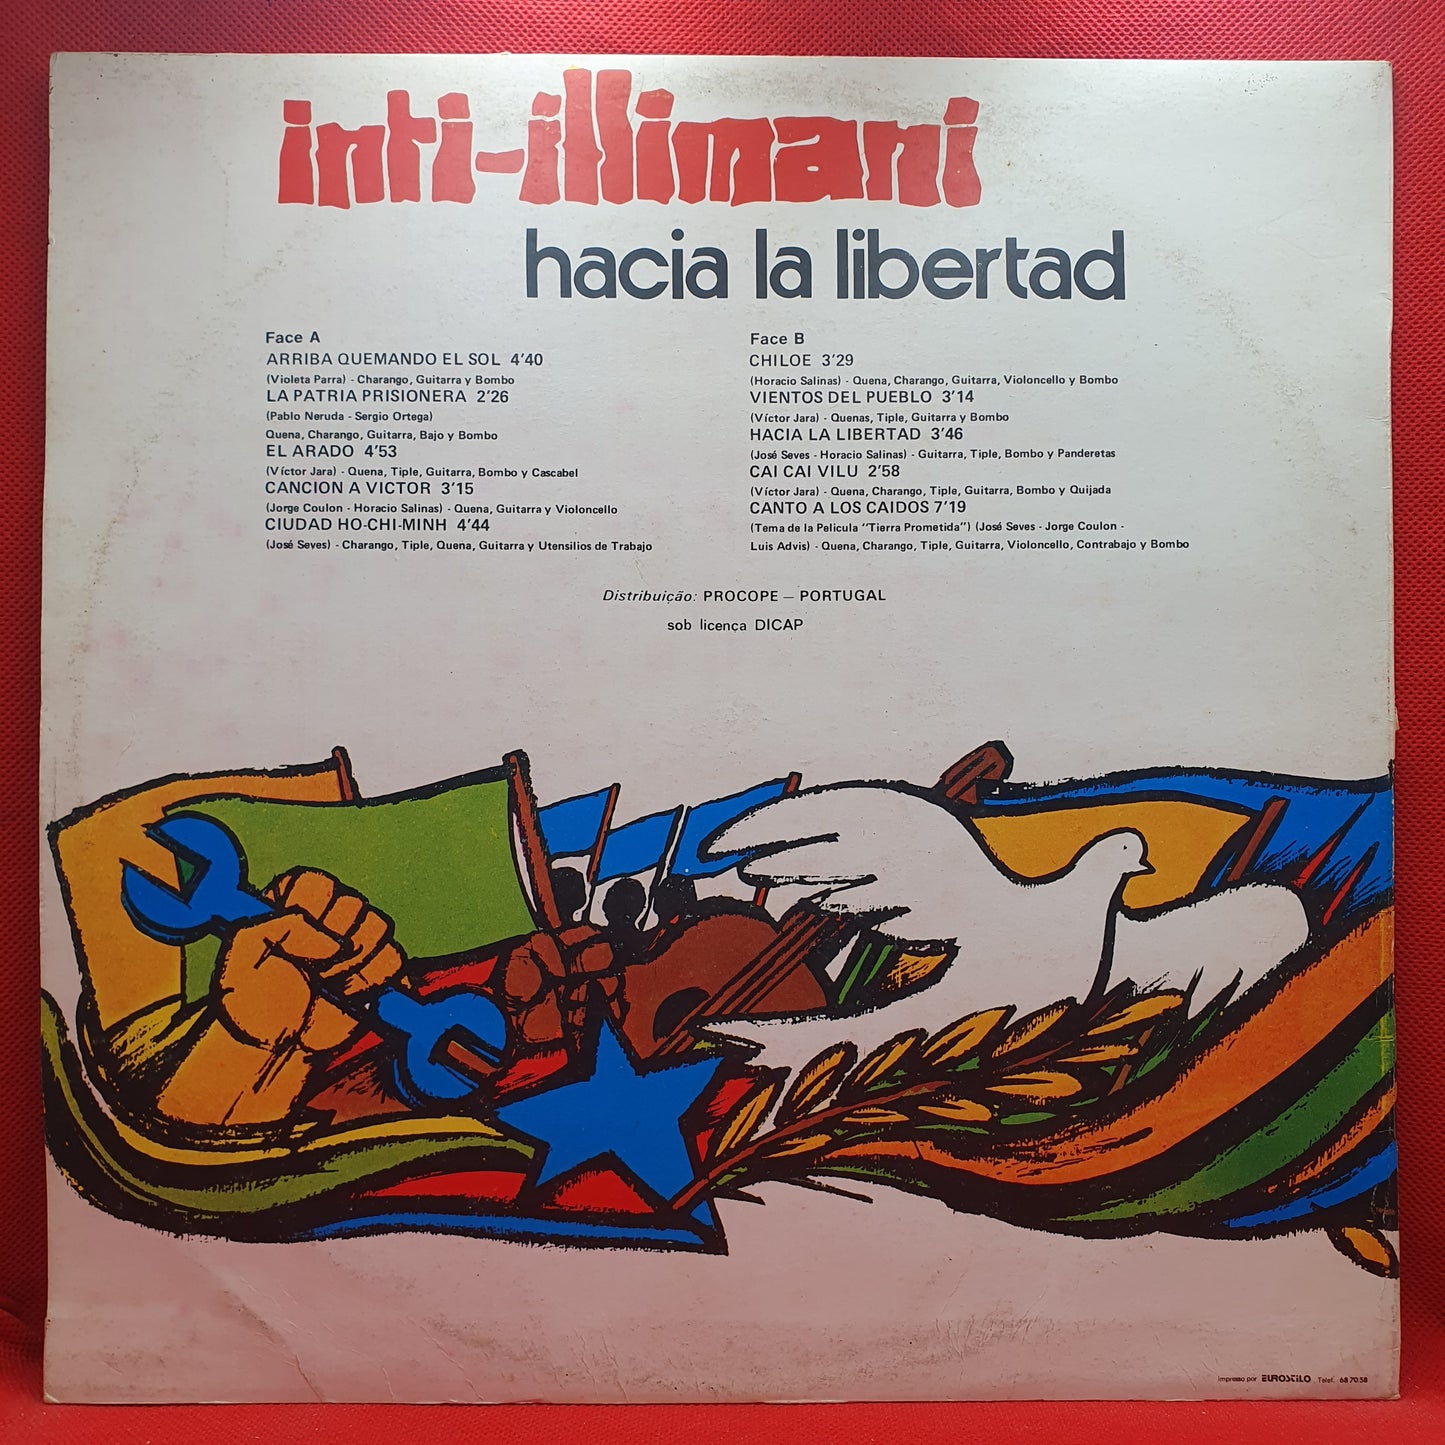 inti-illimani
hacia la libertad
Face A
ARRIBA QUEMANDO EL SOL 4'40
(Violeta Parra) - Charango, Guitarra y Bombo
LA PATRIA PRISIONERA 2'26
(Pablo Neruda - Sergio Ortega)
Quena, Charango, Guitarra, Bajo y Bombo
EL ARADO 4'53
(Víctor Jara) - Quena, Tiple, Guitarra, Bombo y Cascabel
CANCION A VICTOR 3'15
(Jorge Coulon - Horacio Salinas) - Quena, Guitarra y Violoncello
CIUDAD HO-CHI-MINH 4'44
(José Seves) - Charango, Tiple, Quena, Guitarra y Utensilios de Trabajo
Face B
CHILOE 3'29
(Horacio Salinas) - Quena, Charango, Guitarra, Violoncello y Bombo
VIENTOS DEL PUEBLO 3'14
(Víctor Jara) - Quenas, Tiple, Guitarra y Bombo
HACIA LA LIBERTAD 3'46
(José Seves - Horacio Salinas) - Guitarra, Tiple, Bombo y Panderetas
CAI CAI VILU 2'58
(Víctor Jara) - Quena, Charango, Tiple, Guitarra, Bombo y Quijada
CANTO A LOS CAIDOS 7'19
(Tema de la Pelicula "Tierra Prometida") (José Seves - Jorge Coulon -
Luis Advis) - Quena, Charango, Tiple, Guitarra, Violoncello, Contrabajo y Bombo
Distribuição: PROCOPE — PORTUGAL
sob licença DICAP
Impresso por EUROSTILO Telef. 68 70 38